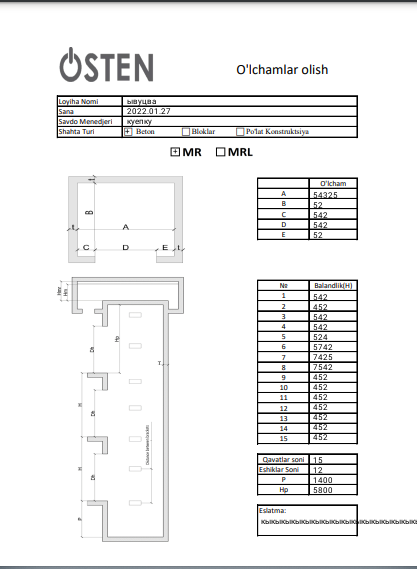 ÖSTEN
O'lchamlar olish
Loyiha Nomi ывуцва
Sana 2022.01.27
Savdo Menedjeri куепку
Shahta Turi Beton Bloklar Po'lat Konstruktsiya
MR MRL
O'lcham
A 54325
B 52
C 542
D 542
E 52
t
B
t A
C D E t
№ Balandlik(H)
1 542
2 452
3 542
4 542
5 524
6 5742
7 7425
8 7542
9 452
10 452
11 452
12 452
13 452
14 452
15 452
Hp
Dh
T
H
Dh
H
Dh
P
Qavatlar soni 15
Eshiklar Soni 12
P 1400
Hp 5800
Eslatma: